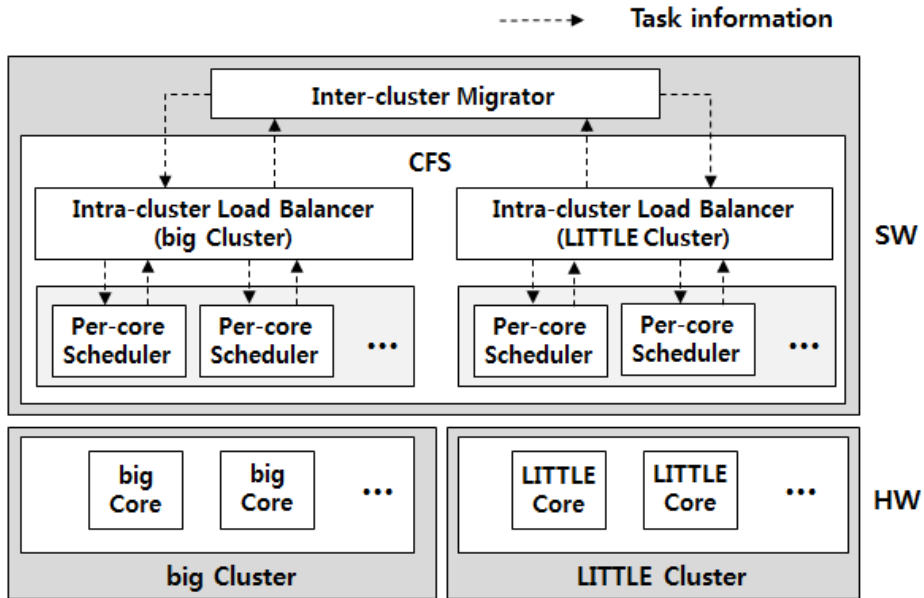 Task information
Inter-cluster Migrator
CFS
Intra-cluster Load Balancer
(big Cluster)
Intra-cluster Load Balancer
(LITTLE Cluster)
SW
Per-core
Scheduler
Per-core
Scheduler
...
Per-core
Scheduler
Per-core
Scheduler
...
big
Core
big
Core
...
LITTLE
Core
LITTLE
Core
...
HW
big Cluster
LITTLE Cluster